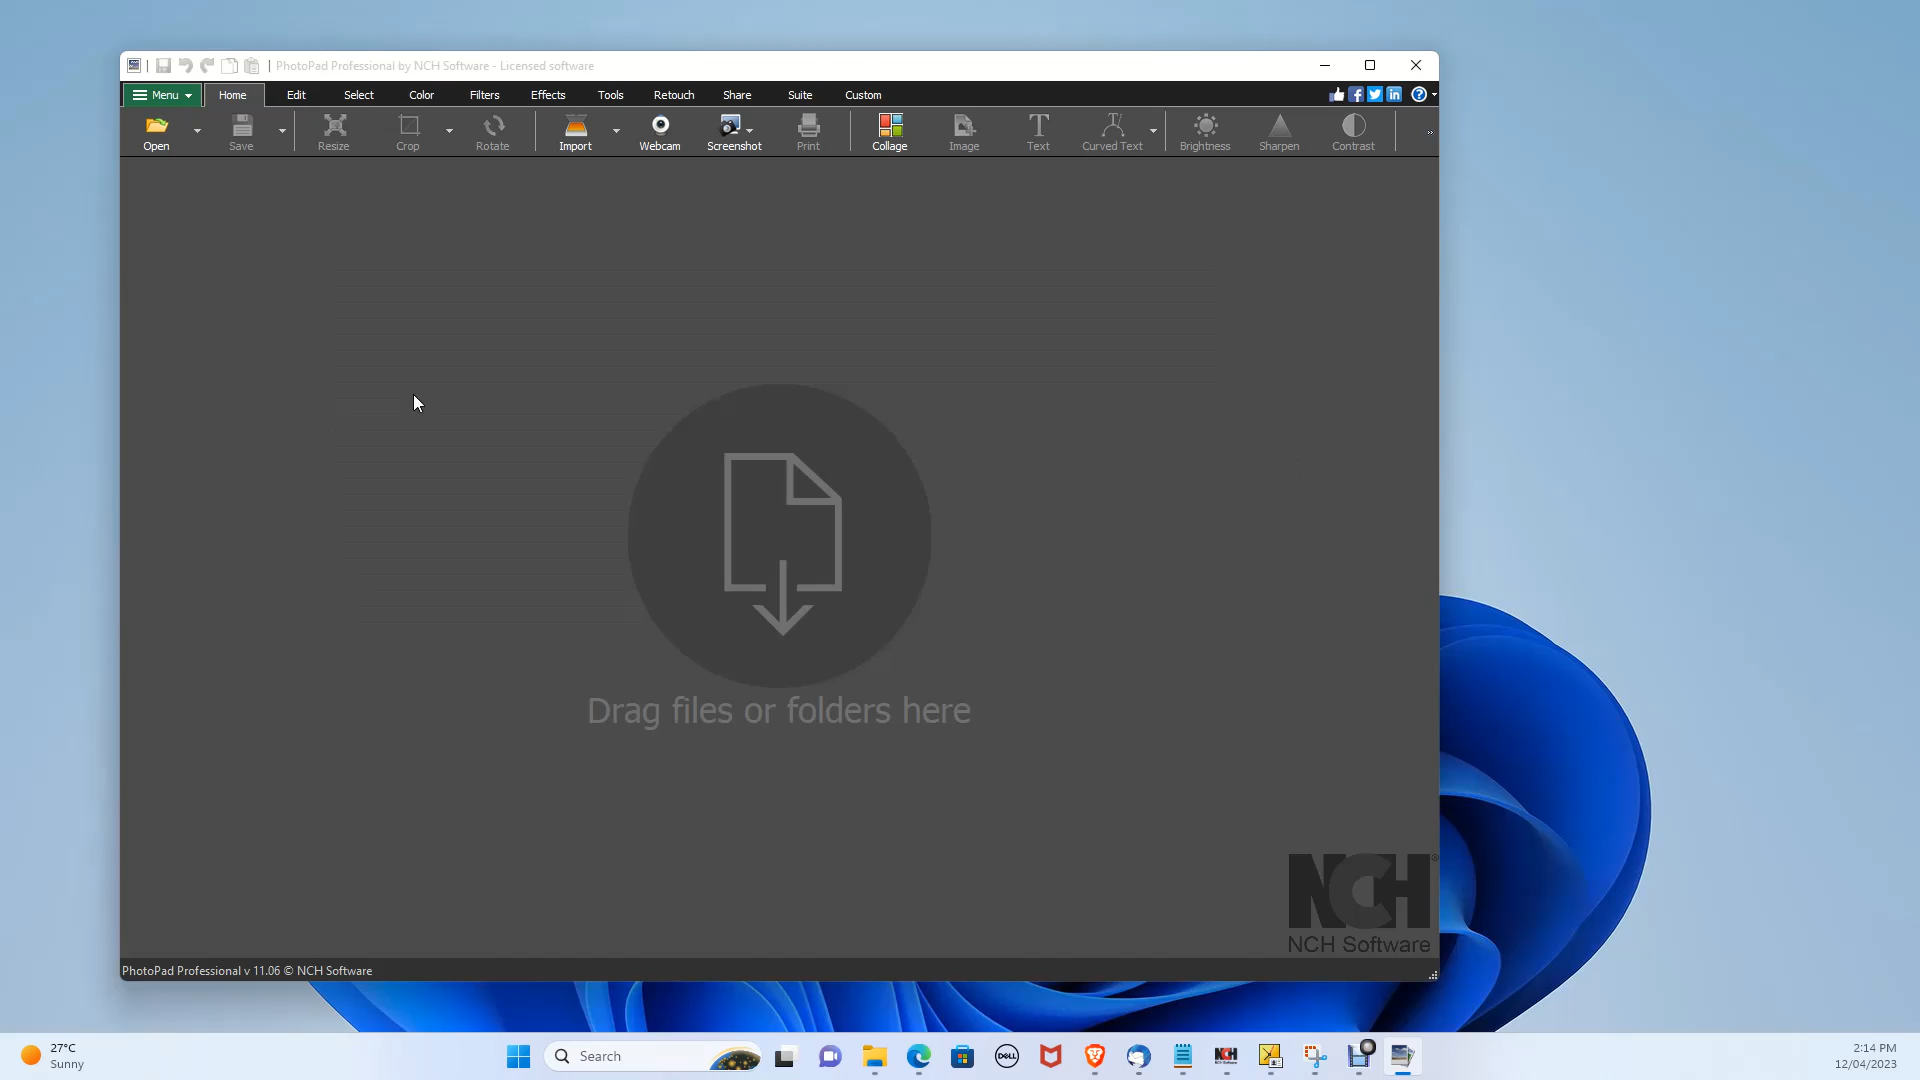 PhotoPad Professional by NCH Software - Licensed software
Menu Home Edit Select Color Filters Effects Tools Retouch Share Suite Custom
Open Save Resize Crop Rotate Import Webcam Screenshot Print Collage Image Text Curved Text Brightness Sharpen Contrast
Drag files or folders here
NCH®
NCH Software
PhotoPad Professional v 11.06 © NCH Software
27°C
Sunny
Search
DELL
NCH
2:14 PM
12/04/2023